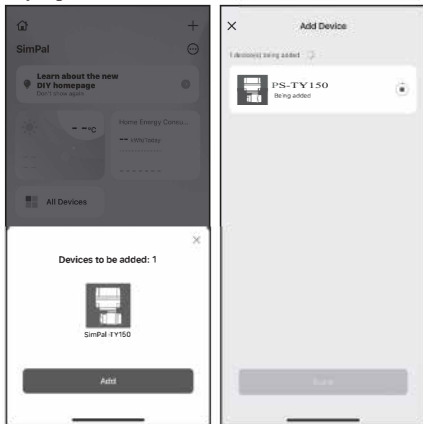 SimPal
Learn about the new
DIY homepage
Don't show again
- -°C
Home Energy Consu...
-- kWh/Today
All Devices
Devices to be added: 1
SimPal-TY150
Add
Add Device
1 device(s) being added
PS-TY150
Being added